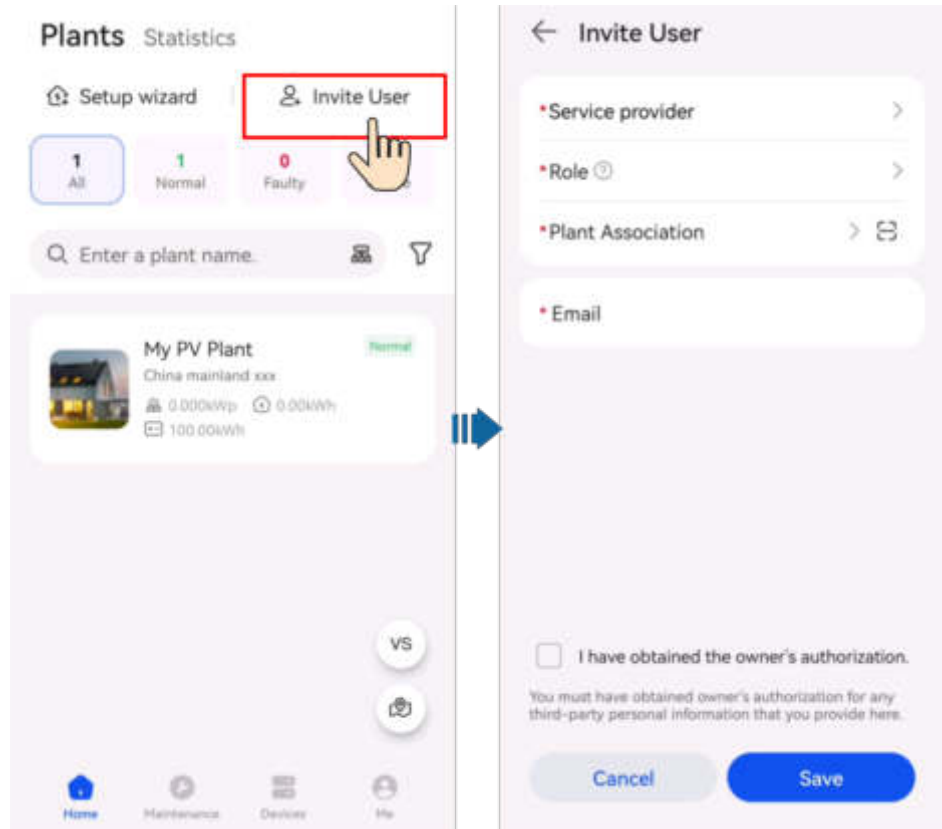 Plants Statistics
Setup wizard
Invite User
1
All
1
Normal
0
Faulty
Enter a plant name.
My PV Plant
Normal
China mainland xxx
0.000kWp 0.00kWh
100.00kWh
VS
Home
Maintenance
Devices
Me
Invite User
*Service provider
*Role
*Plant Association
*Email
I have obtained the owner's authorization.
You must have obtained owner's authorization for any
third-party personal information that you provide here.
Cancel
Save